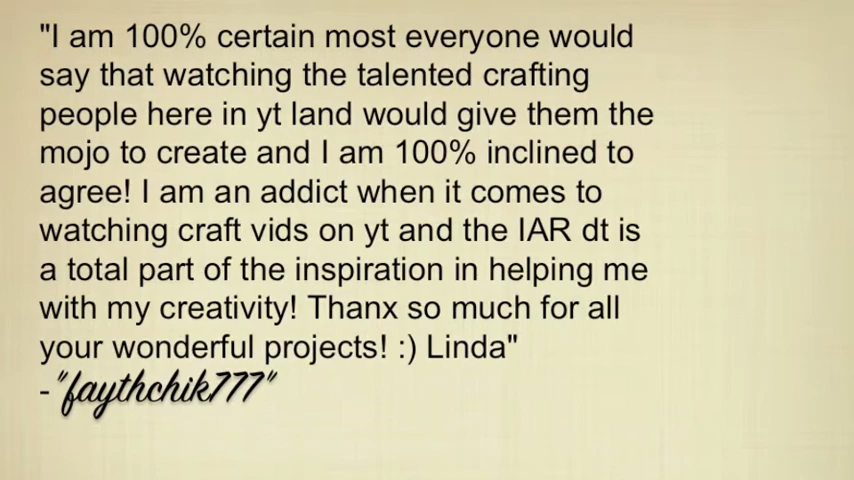 "I am 100% certain most everyone would
say that watching the talented crafting
people here in yt land would give them the
mojo to create and I am 100% inclined to
agree! I am an addict when it comes to
watching craft vids on yt and the IAR dt is
a total part of the inspiration in helping me
with my creativity! Thanx so much for all
your wonderful projects! :) Linda"
-"faythchik777"